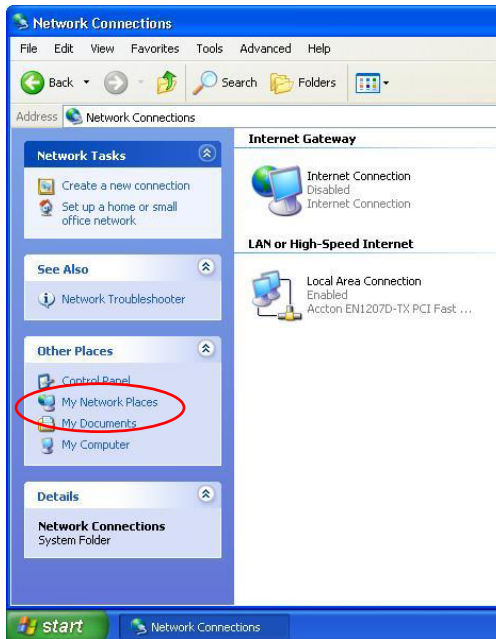 Network Connections
File Edit View Favorites Tools Advanced Help
Back Search Folders
Address Network Connections
Network Tasks
Create a new connection
Set up a home or small
office network
See Also
Network Troubleshooter
Other Places
Control Panel
My Network Places
My Documents
My Computer
Details
Network Connections
System Folder
Internet Gateway
Internet Connection
Disabled
Internet Connection
LAN or High-Speed Internet
Local Area Connection
Enabled
Accton EN1207D-TX PCI Fast ...
start Network Connections